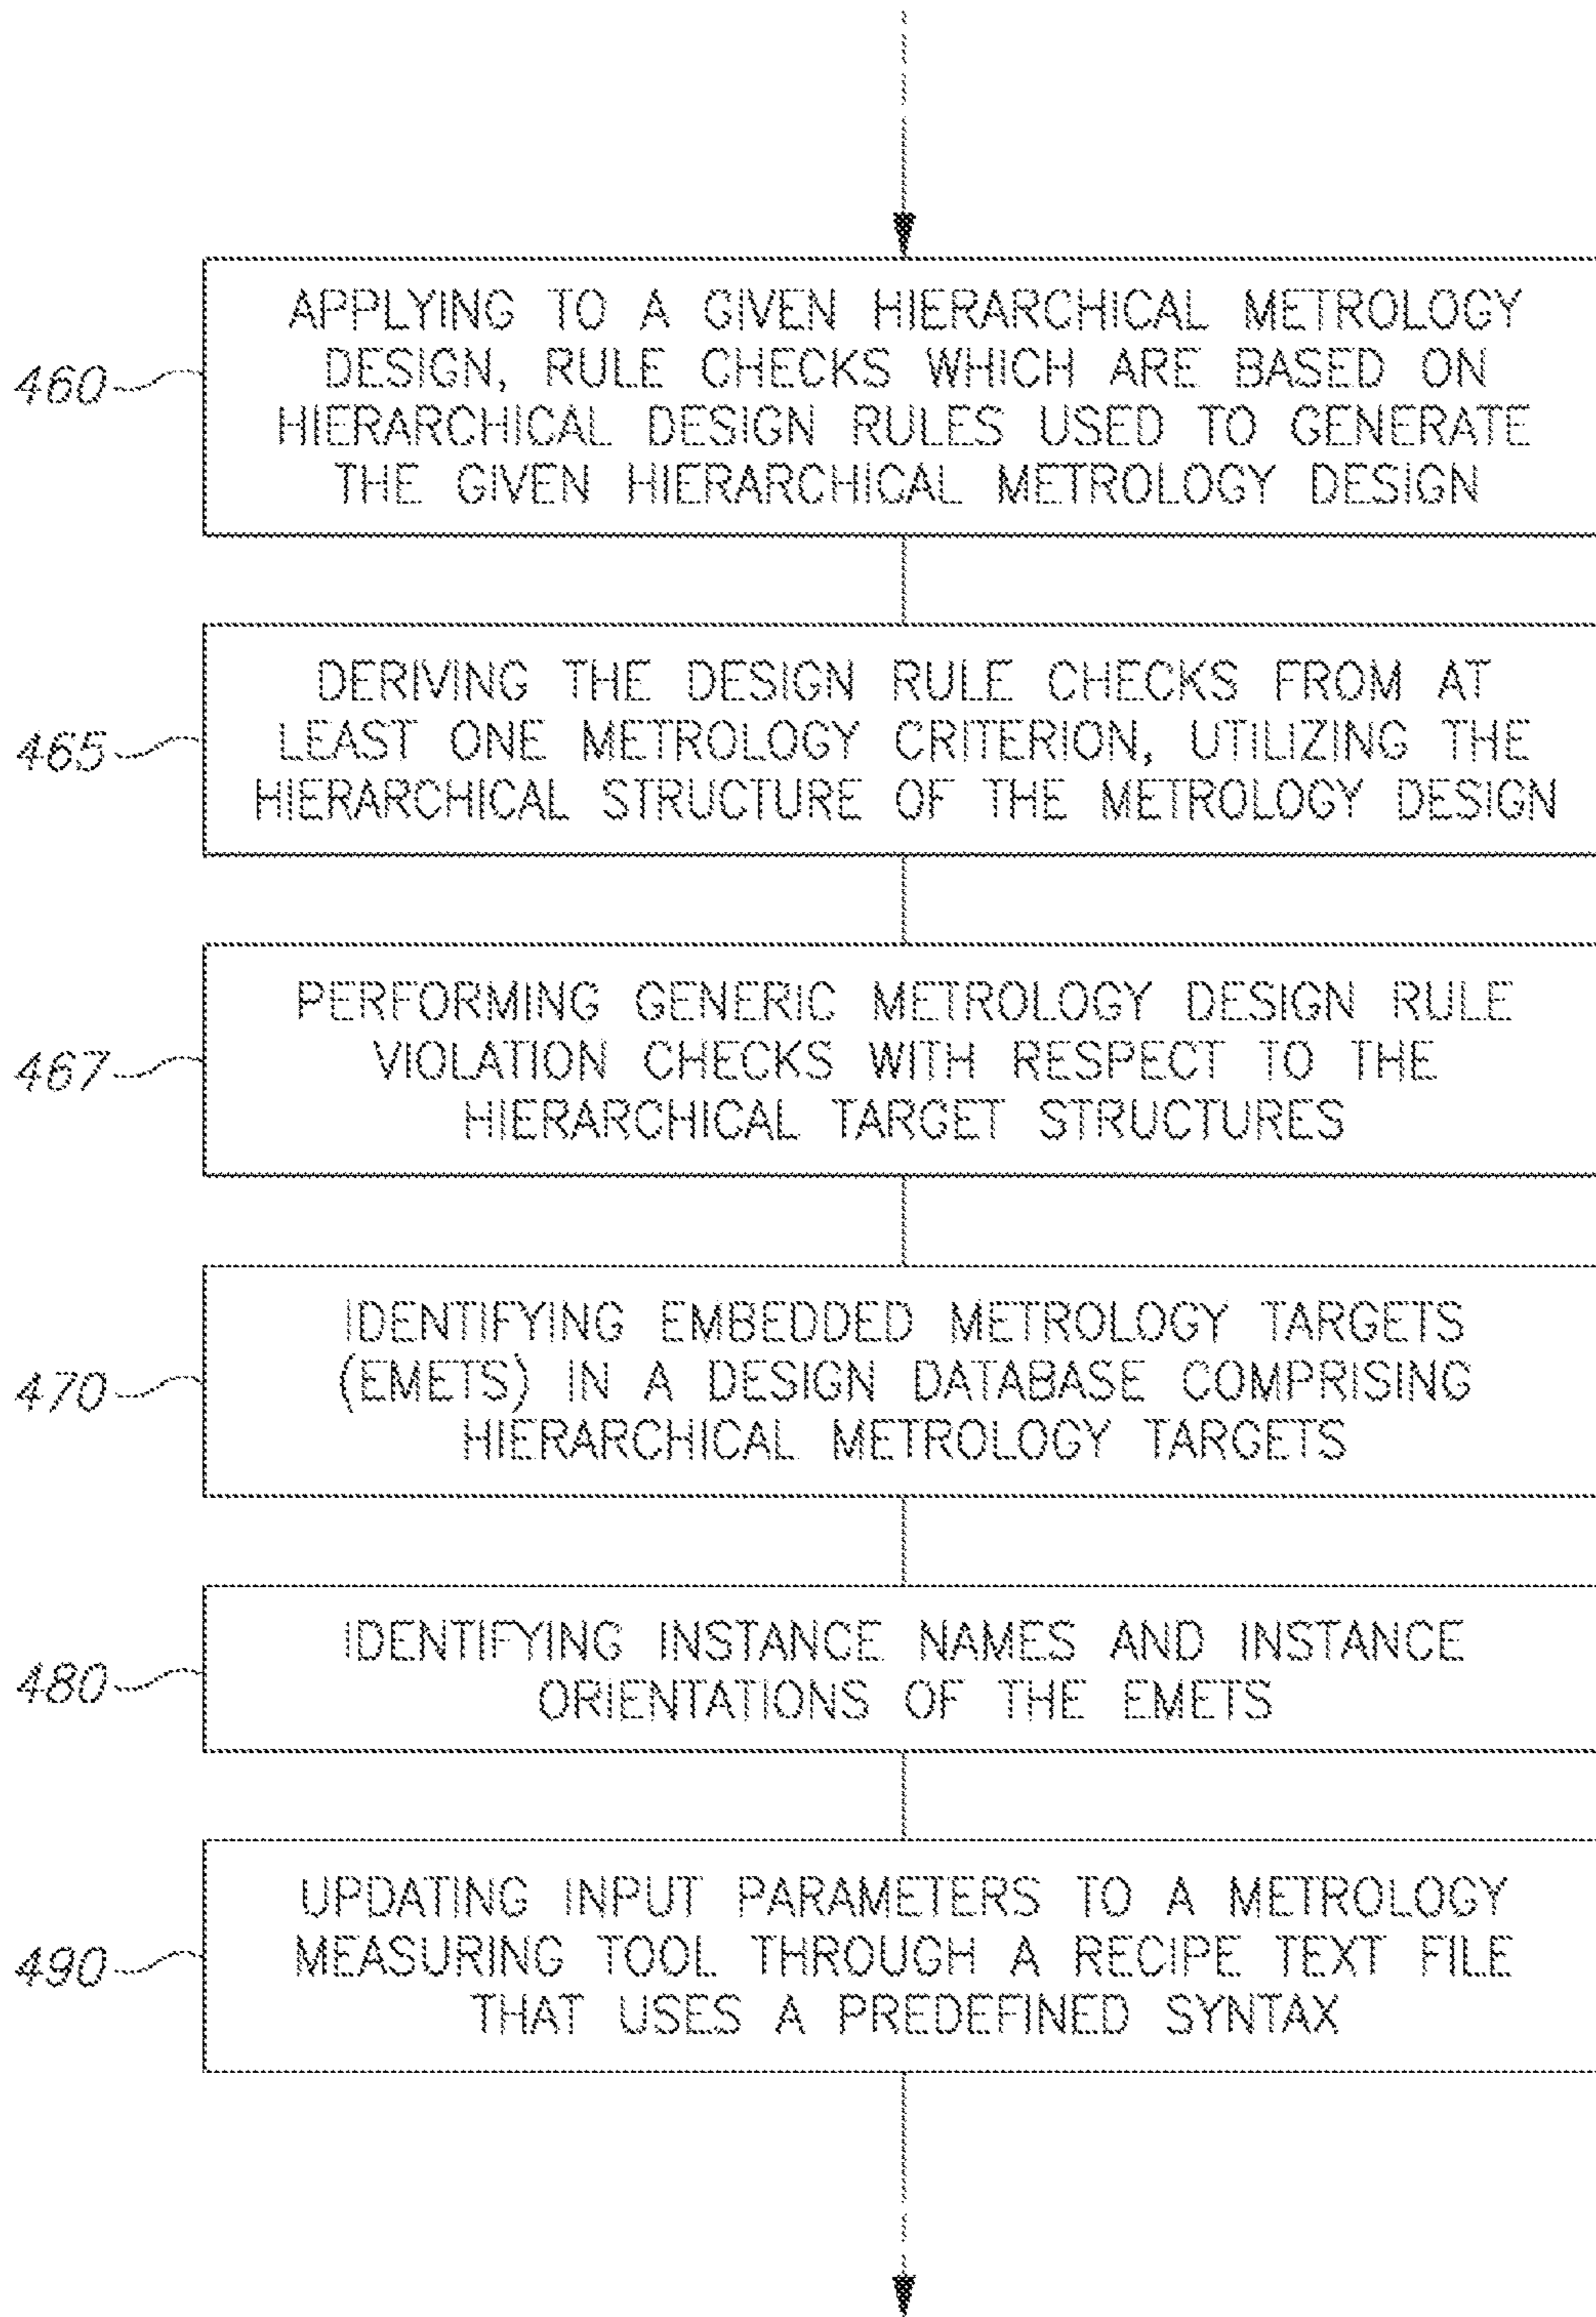 460
APPLYING TO A GIVEN HIERARCHICAL METROLOGY
DESIGN, RULE CHECKS WHICH ARE BASED ON
HIERARCHICAL DESIGN RULES USED TO GENERATE
THE GIVEN HIERARCHICAL METROLOGY DESIGN
465
DERIVING THE DESIGN RULE CHECKS FROM AT
LEAST ONE METROLOGY CRITERION, UTILIZING THE
HIERARCHICAL STRUCTURE OF THE METROLOGY DESIGN
467
PERFORMING GENERIC METROLOGY DESIGN RULE
VIOLATION CHECKS WITH RESPECT TO THE
HIERARCHICAL TARGET STRUCTURES
470
IDENTIFYING EMBEDDED METROLOGY TARGETS
(EMETS) IN A DESIGN DATABASE COMPRISING
HIERARCHICAL METROLOGY TARGETS
480
IDENTIFYING INSTANCE NAMES AND INSTANCE
ORIENTATIONS OF THE EMETS
490
UPDATING INPUT PARAMETERS TO A METROLOGY
MEASURING TOOL THROUGH A RECIPE TEXT FILE
THAT USES A PREDEFINED SYNTAX